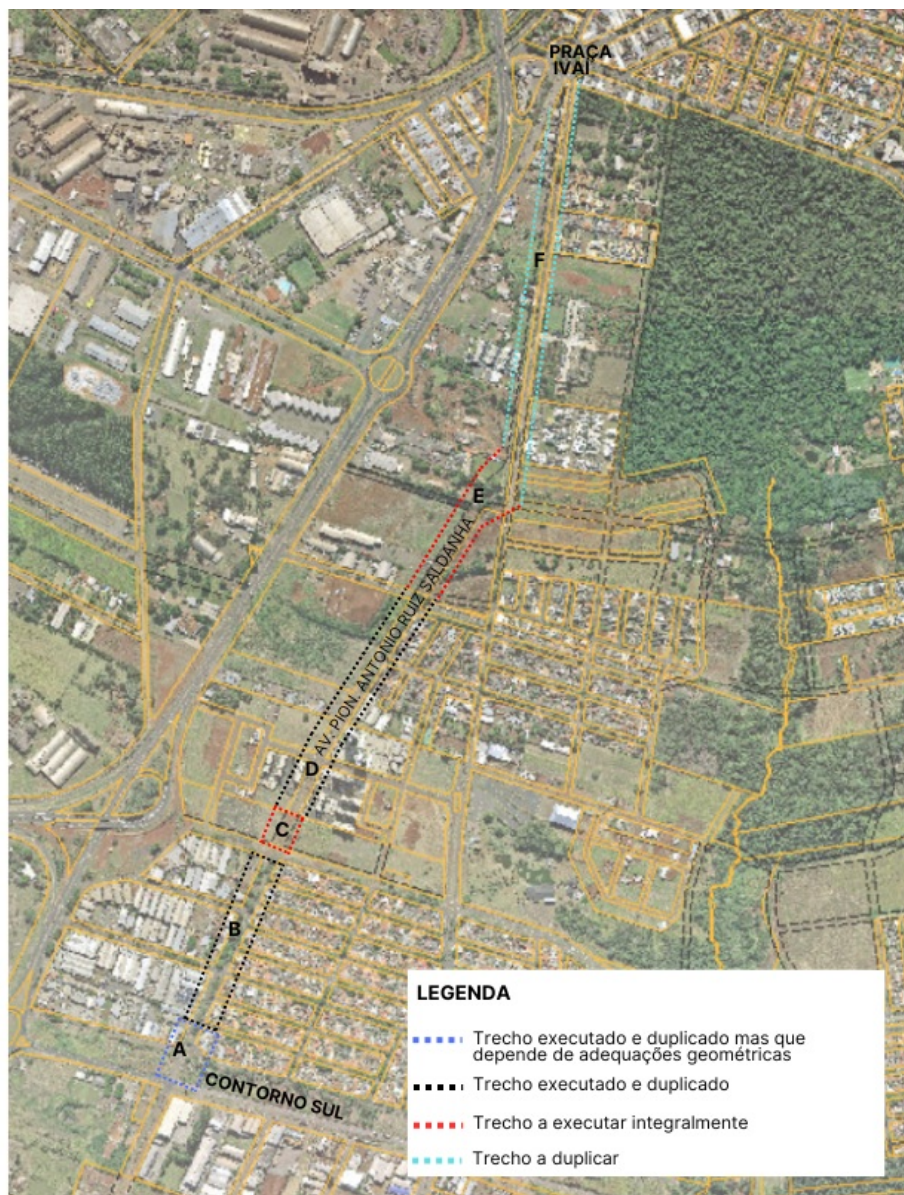 PRAÇA
IVAÍ
F
E
AV. PION. ANTONIO RUIZ SALDANHA
D
C
B
A
CONTORNO SUL
LEGENDA
Trecho executado e duplicado mas que
depende de adequações geométricas
Trecho executado e duplicado
Trecho a executar integralmente
Trecho a duplicar